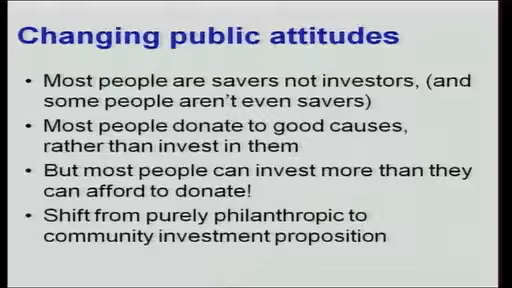 Changing public attitudes
• Most people are savers not investors, (and
some people aren't even savers)
• Most people donate to good causes,
rather than invest in them
• But most people can invest more than they
can afford to donate!
• Shift from purely philanthropic to
community investment proposition